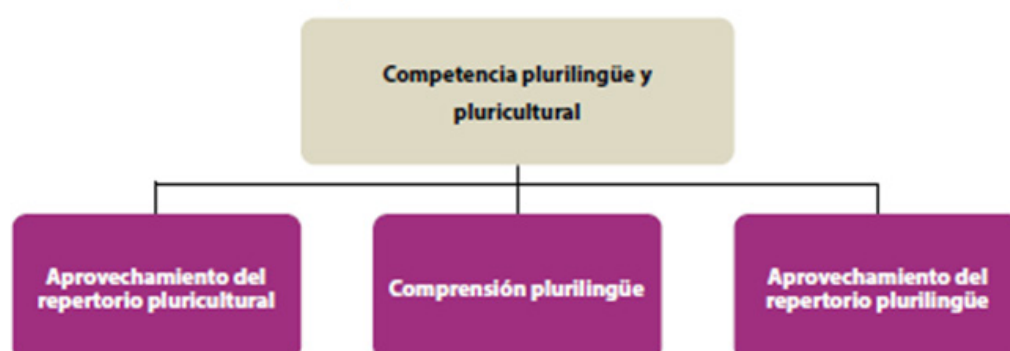 Competencia plurilingüe y
pluricultural
Aprovechamiento del
repertorio pluricultural
Comprensión plurilingüe
Aprovechamiento del
repertorio plurilingüe